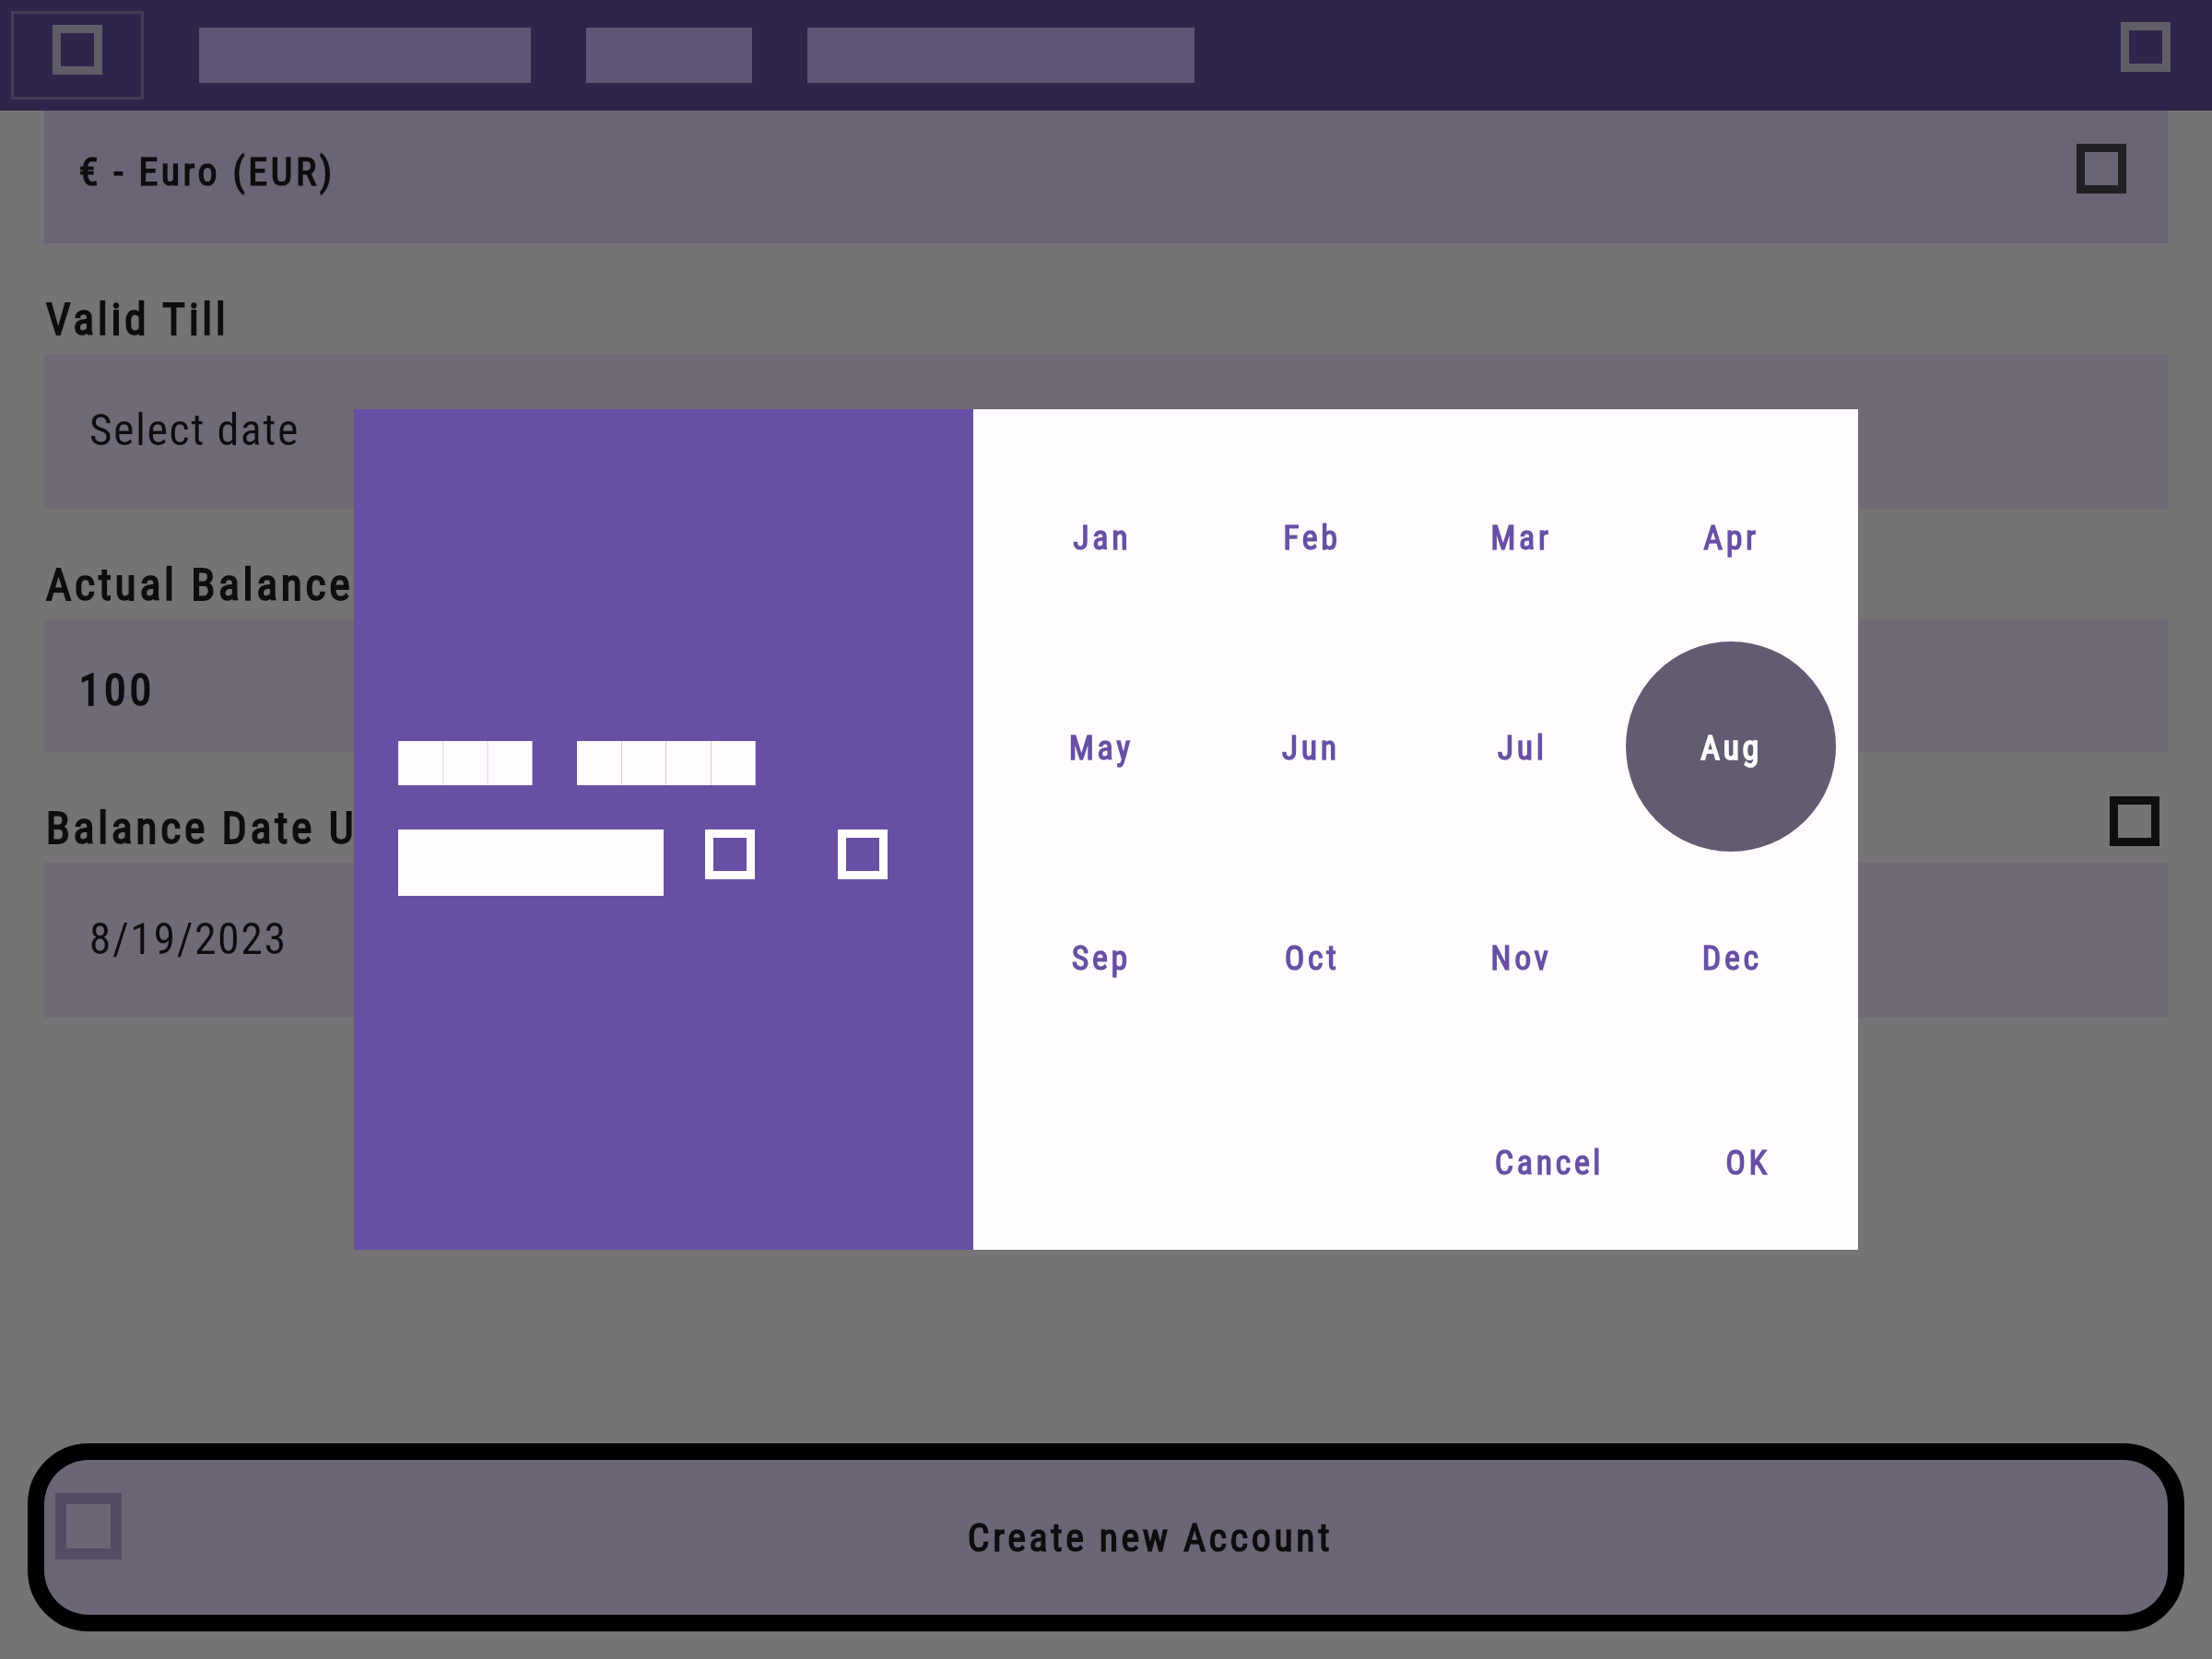 € - Euro (EUR)
Valid Till
Select date
Actual Balance
100
Balance Date U
8/19/2023
Jan Feb Mar Apr
May Jun Jul Aug
Sep Oct Nov Dec
Cancel OK
Create new Account